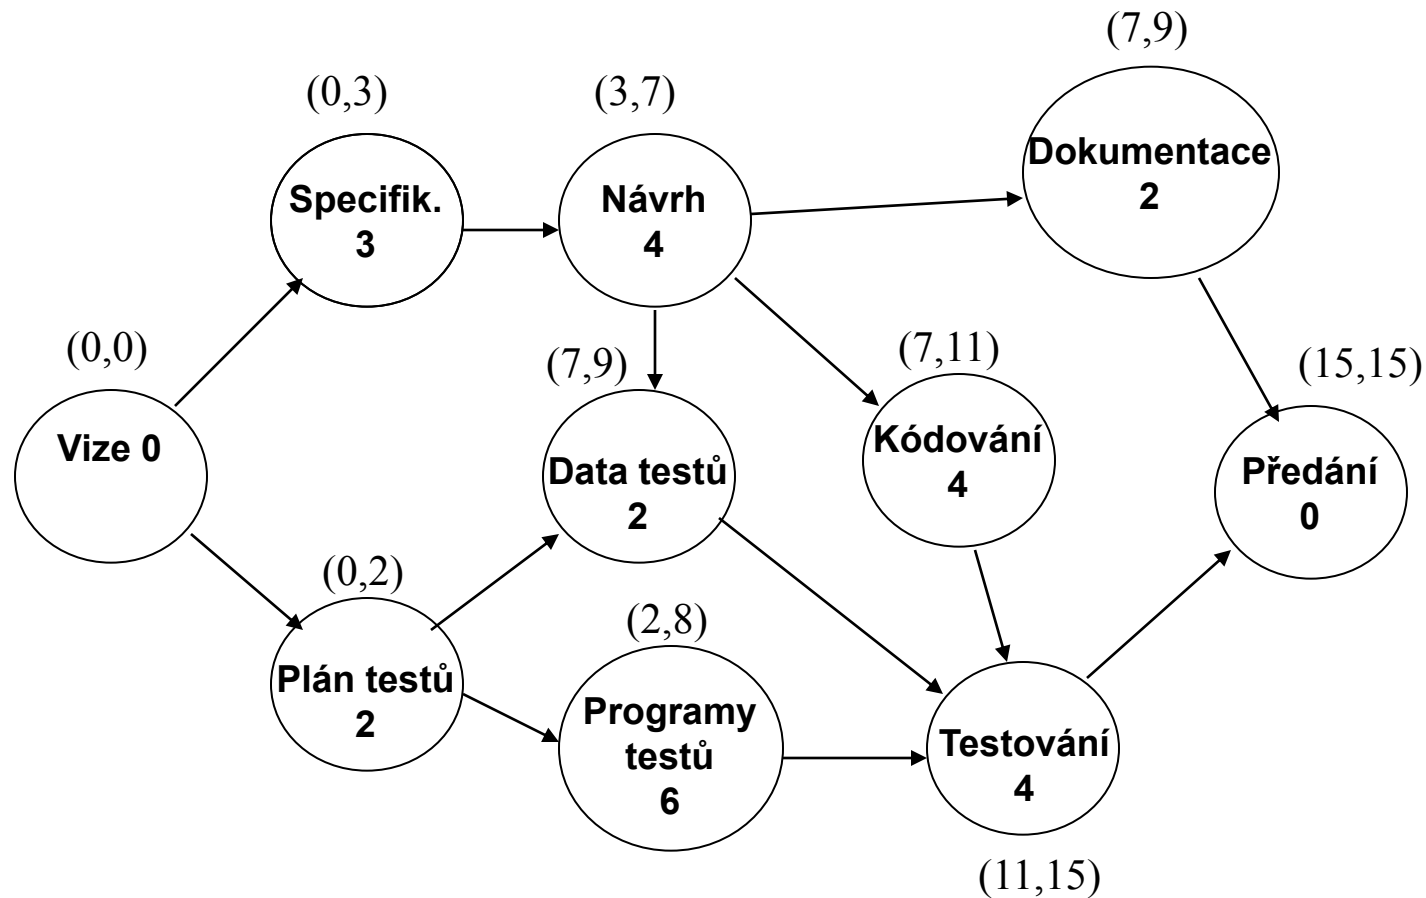 (7,9)
(0,3)
(3,7)
Dokumentace
2
Specifik.
3
Návrh
4
(0,0)
(7,9)
(7,11)
(15,15)
Vize 0
Data testů
2
Kódování
4
Předání
0
(0,2)
(2,8)
Plán testů
2
Programy
testů
6
Testování
4
(11,15)